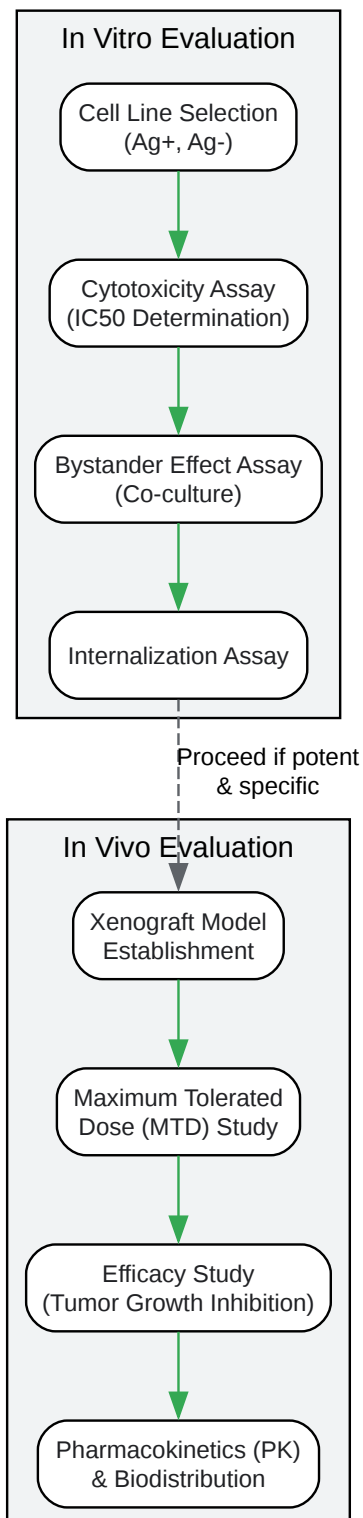 In Vitro Evaluation
Cell Line Selection
(Ag+, Ag-)
Cytotoxicity Assay
(IC50 Determination)
Bystander Effect Assay
(Co-culture)
Internalization Assay
Proceed if potent
& specific
In Vivo Evaluation
Xenograft Model
Establishment
Maximum Tolerated
Dose (MTD) Study
Efficacy Study
(Tumor Growth Inhibition)
Pharmacokinetics (PK)
& Biodistribution